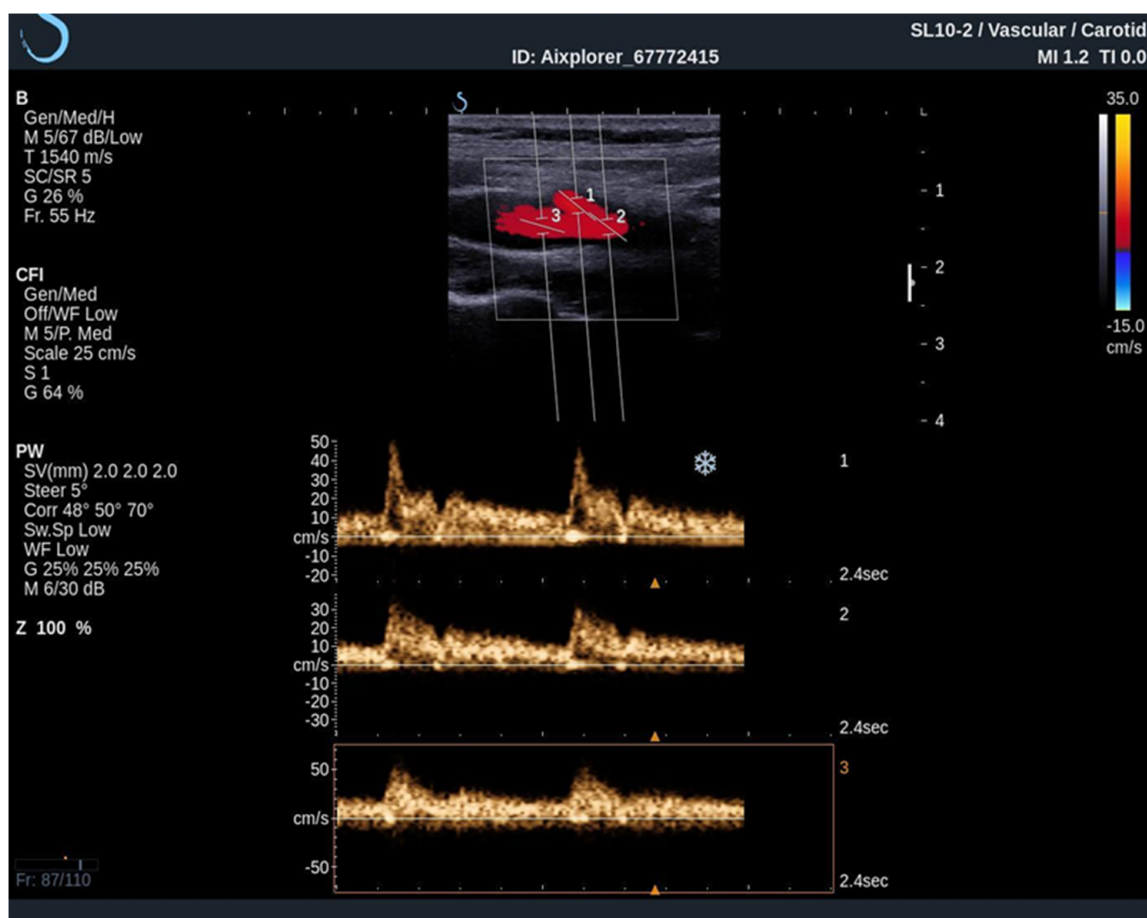 SL10-2 / Vascular / Carotid
ID: Aixplorer_67772415
MI 1.2 TI 0.0
B
Gen/Med/H
M 5/67 dB/Low
T 1540 m/s
SC/SR 5
G 26 %
Fr. 55 Hz
CFI
Gen/Med
Off/WF Low
M 5/P. Med
Scale 25 cm/s
S 1
G 64 %
PW
SV(mm) 2.0 2.0 2.0
Steer 5°
Corr 48° 50° 70°
Sw.Sp Low
WF Low
G 25% 25% 25%
M 6/30 dB
Z 100 %
Fr: 87/110
1
3
2
1
2
3
4
35.0
-15.0
cm/s
50
40
30
20
10
cm/s
-10
-20
1
2.4sec
30
20
10
cm/s
-10
-20
-30
2
2.4sec
50
cm/s
-50
3
2.4sec